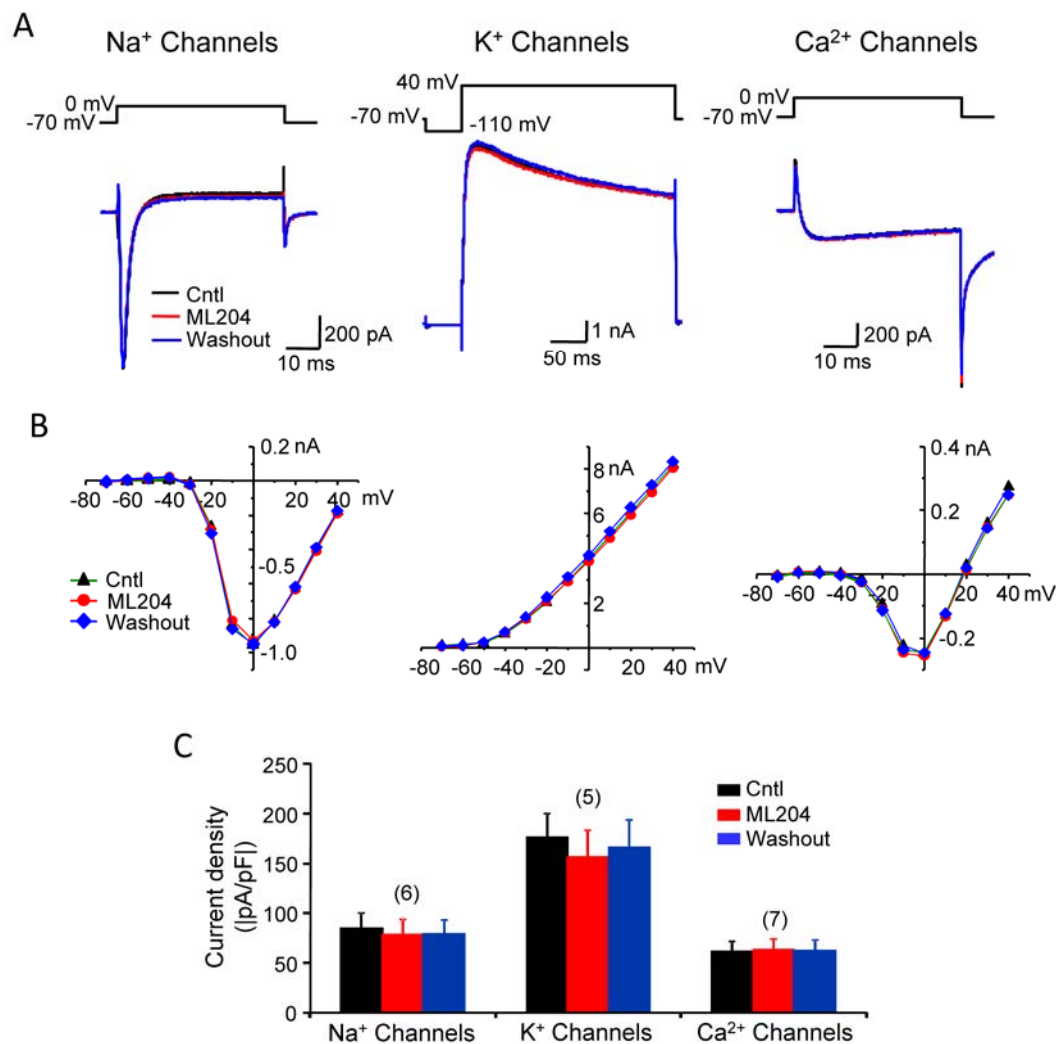 A
Na⁺ Channels
K⁺ Channels
Ca²⁺ Channels
0 mV
-70 mV
40 mV
-70 mV
-110 mV
0 mV
-70 mV
Cntl
ML204
Washout
200 pA
10 ms
1 nA
50 ms
200 pA
10 ms
B
0.2 nA
-80 -60 -40 -20 20 40 mV
-0.5
-1.0
Cntl
ML204
Washout
8 nA
6
4
2
-80 -60 -40 -20 0 20 40 mV
0.4 nA
0.2
-80 -60 -40 -20 20 40 mV
-0.2
C
Current density
(|pA/pF|)
250
200
150
100
50
0
(6)
(5)
(7)
Cntl
ML204
Washout
Na⁺ Channels K⁺ Channels Ca²⁺ Channels